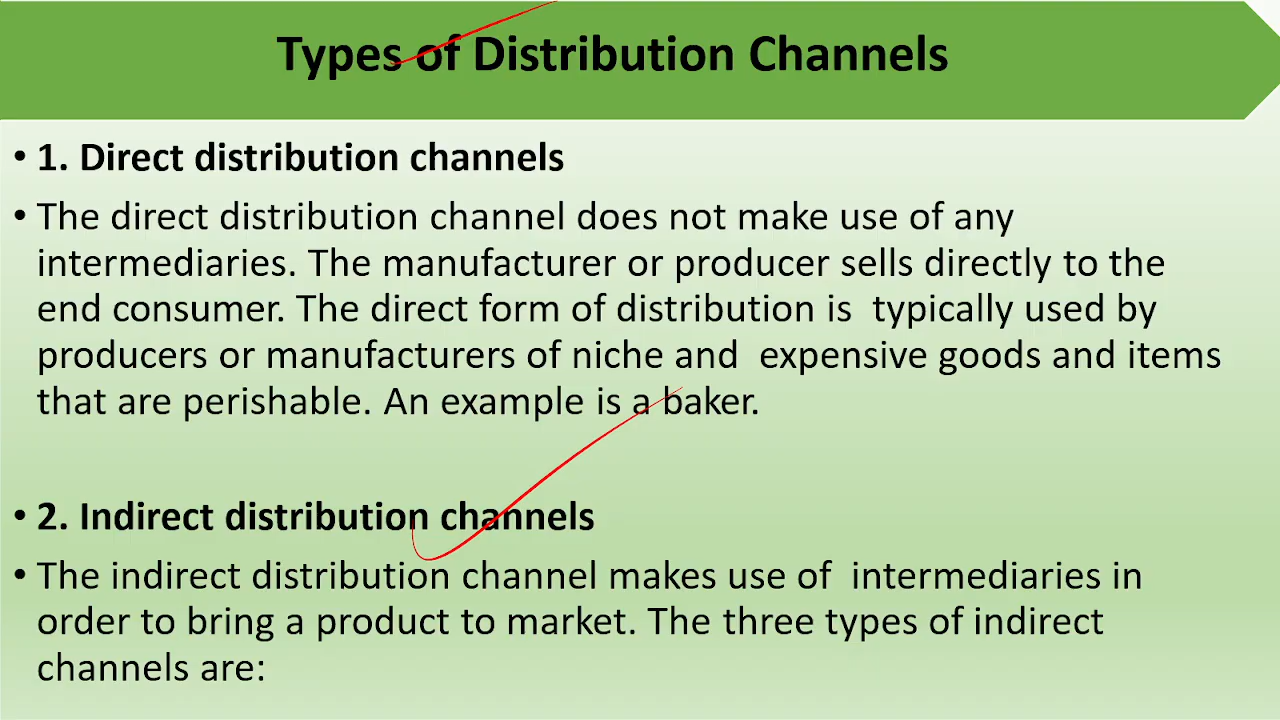 Types of Distribution Channels
• 1. Direct distribution channels
• The direct distribution channel does not make use of any
intermediaries. The manufacturer or producer sells directly to the
end consumer. The direct form of distribution is  typically used by
producers or manufacturers of niche and  expensive goods and items
that are perishable. An example is a baker.
• 2. Indirect distribution channels
• The indirect distribution channel makes use of  intermediaries in
order to bring a product to market. The three types of indirect
channels are: